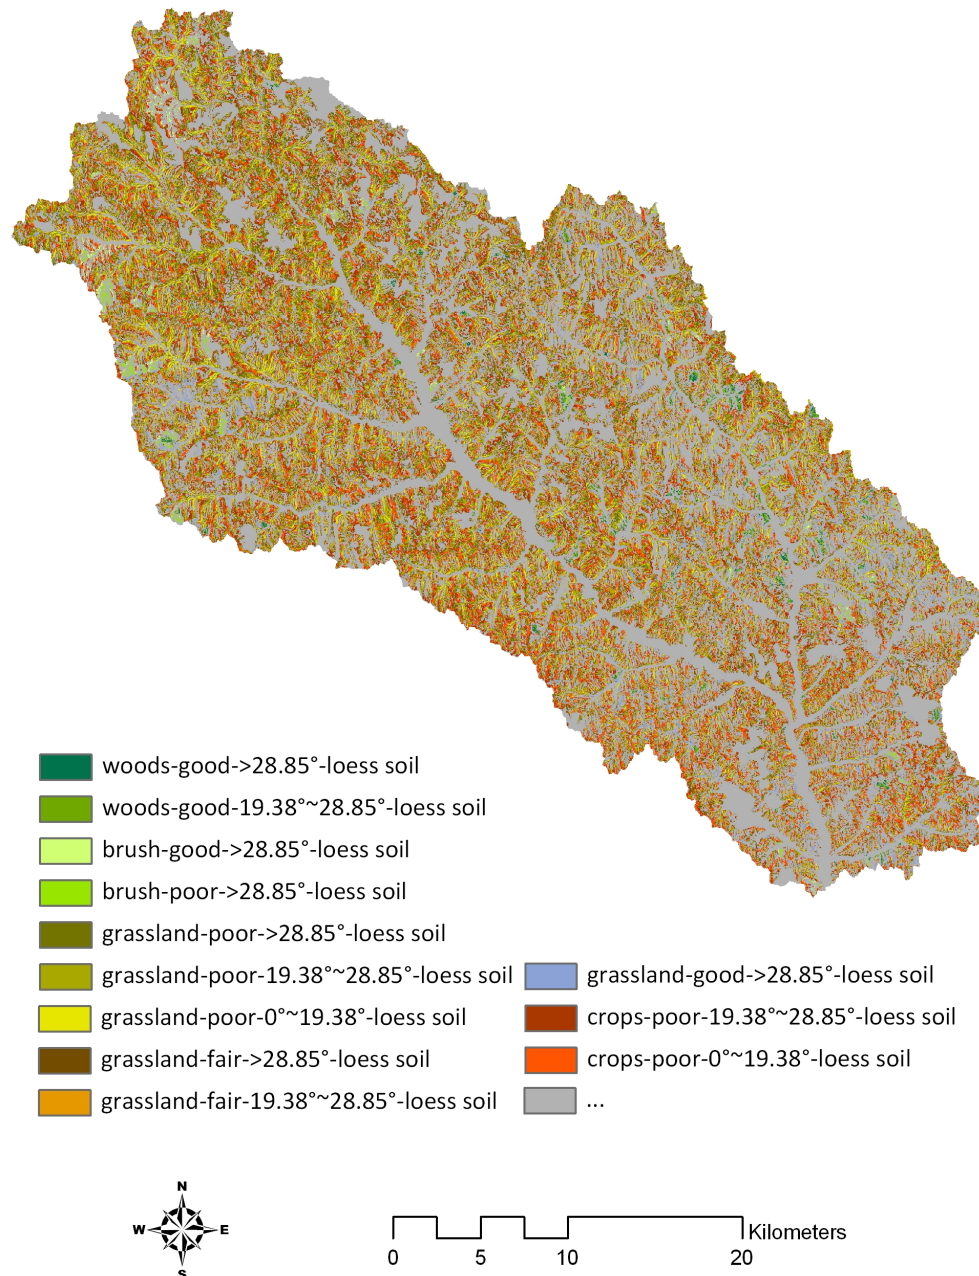 woods-good->28.85°-loess soil
woods-good-19.38°~28.85°-loess soil
brush-good->28.85°-loess soil
brush-poor->28.85°-loess soil
grassland-poor->28.85°-loess soil
grassland-poor-19.38°~28.85°-loess soil
grassland-poor-0°~19.38°-loess soil
grassland-fair->28.85°-loess soil
grassland-fair-19.38°~28.85°-loess soil
grassland-good->28.85°-loess soil
crops-poor-19.38°~28.85°-loess soil
crops-poor-0°~19.38°-loess soil
...
N
W E
S
Kilometers
0 5 10 20